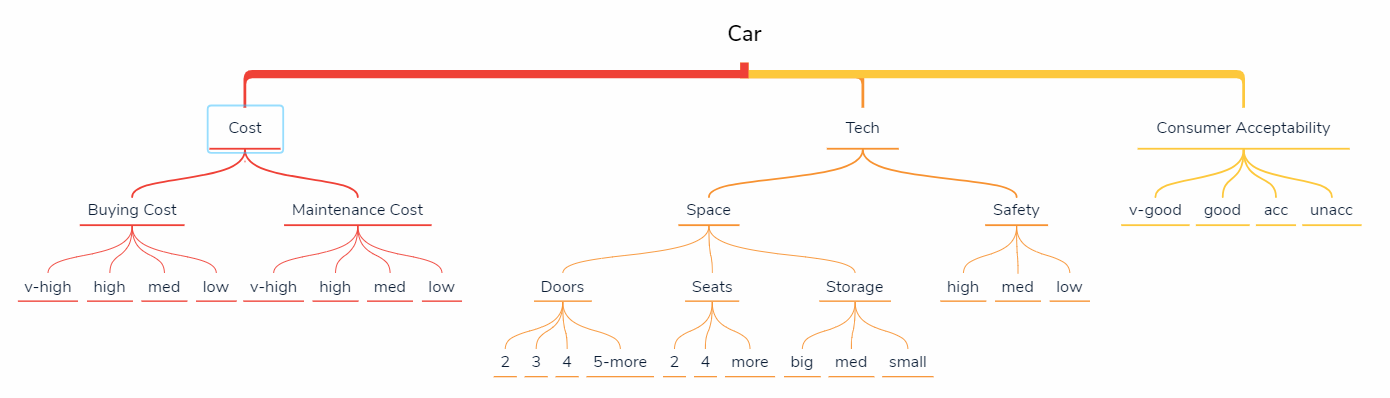 Car
Cost Tech Consumer Acceptability
Buying Cost Maintenance Cost Space Safety v-good good acc unacc
v-high high med low v-high high med low Doors Seats Storage high med low
2 3 4 5-more 2 4 more big med small